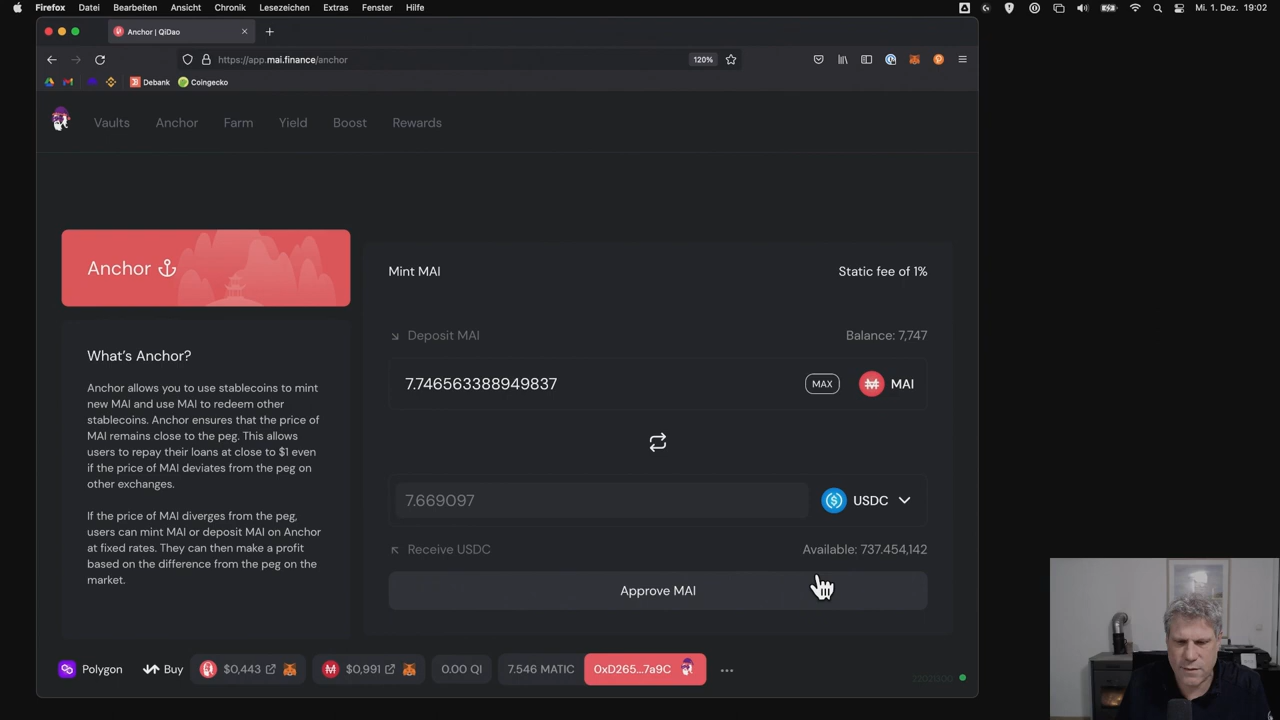 Firefox Datei Bearbeiten Ansicht Chronik Lesezeichen Extras Fenster Hilfe Mi. 1. Dez. 19:02
Anchor | QiDao
https://app.mai.finance/anchor 120%
Debank Coingecko
Vaults Anchor Farm Yield Boost Rewards
Anchor
What's Anchor?
Anchor allows you to use stablecoins to mint
new MAI and use MAI to redeem other
stablecoins. Anchor ensures that the price of
MAI remains close to the peg. This allows
users to repay their loans at close to $1 even
if the price of MAI deviates from the peg on
other exchanges.
If the price of MAI diverges from the peg,
users can mint MAI or deposit MAI on Anchor
at fixed rates. They can then make a profit
based on the difference from the peg on the
market.
Mint MAI Static fee of 1%
Deposit MAI Balance: 7,747
7.746563388949837 MAX MAI
7.669097 USDC
Receive USDC Available: 737.454,142
Approve MAI
Polygon Buy $0,443 $0,991 0.00 QI 7.546 MATIC 0xD265...7a9C ...